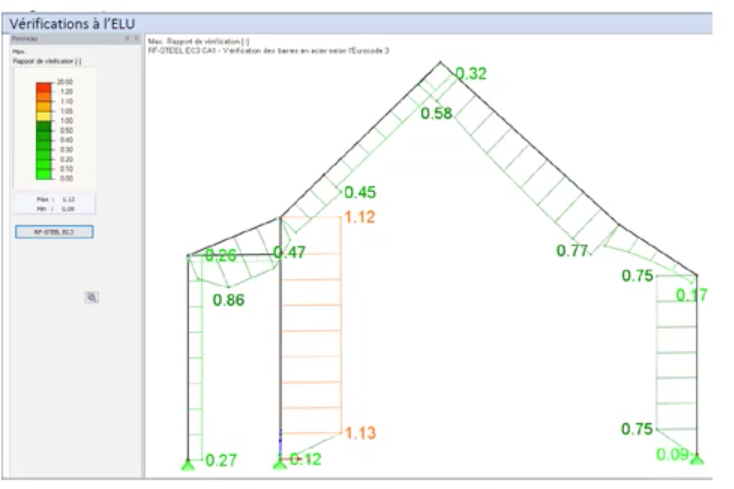 Vérifications à l'ELU
Panneau
Max.
Rapport de vérification [-]
20.00
1.20
1.10
1.05
1.00
0.50
0.40
0.30
0.20
0.10
0.00
Max : 1.13
Min : 0.09
RF-STEEL EC3
Max. Rapport de vérification [-]
RF-STEEL EC3 CA1 - Vérification des barres en acier selon l'Eurocode 3
0.32
0.58
0.45
1.12
0.26
0.47
0.77
0.75
0.86
0.17
1.13
0.75
0.27
0.12
0.09